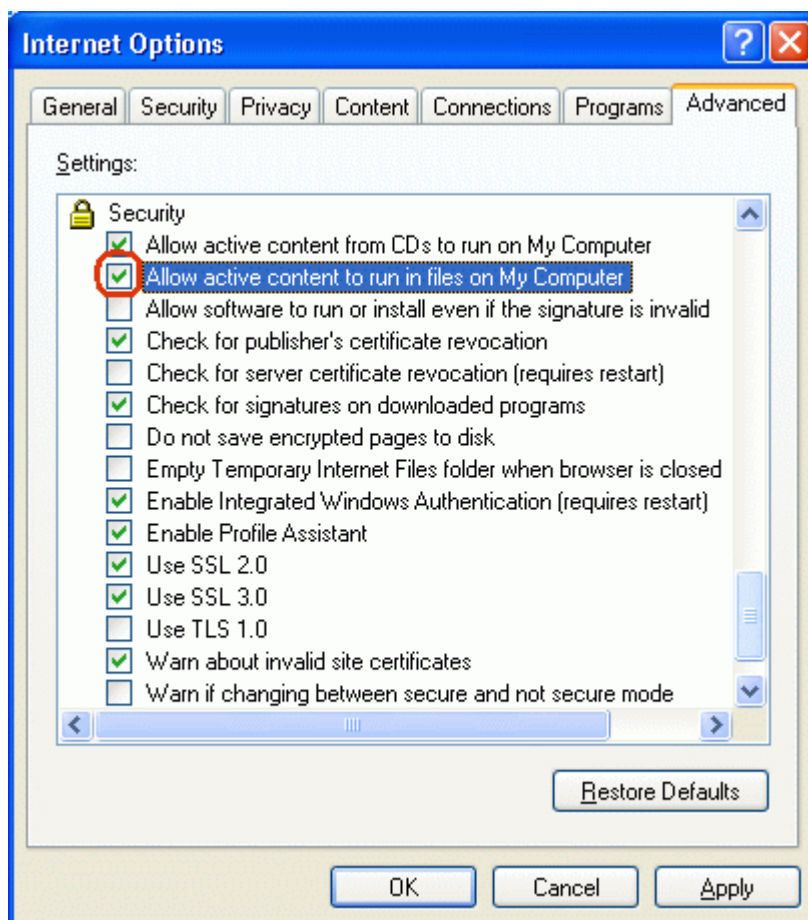 Internet Options
General Security Privacy Content Connections Programs Advanced
Settings:
Security
Allow active content from CDs to run on My Computer
Allow active content to run in files on My Computer
Allow software to run or install even if the signature is invalid
Check for publisher's certificate revocation
Check for server certificate revocation (requires restart)
Check for signatures on downloaded programs
Do not save encrypted pages to disk
Empty Temporary Internet Files folder when browser is closed
Enable Integrated Windows Authentication (requires restart)
Enable Profile Assistant
Use SSL 2.0
Use SSL 3.0
Use TLS 1.0
Warn about invalid site certificates
Warn if changing between secure and not secure mode
Restore Defaults
OK Cancel Apply